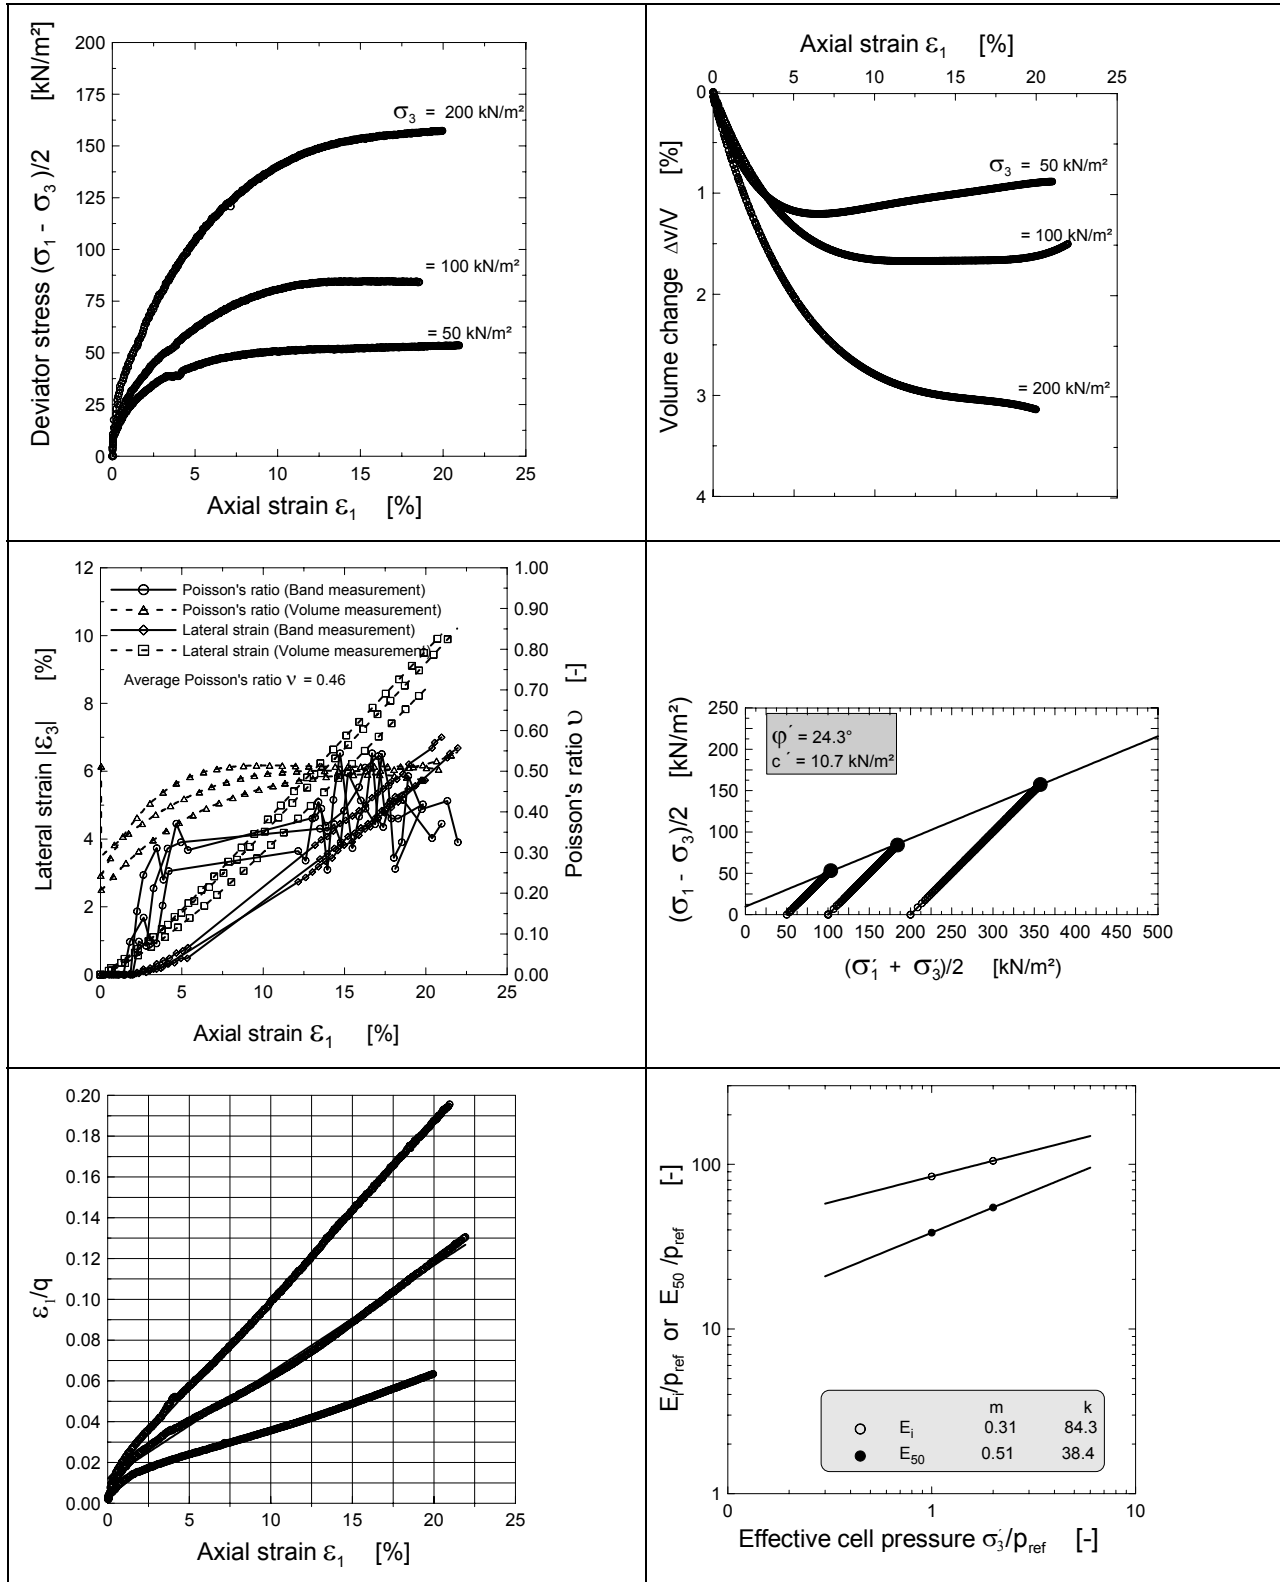 Deviator stress (σ₁ - σ₃)/2 [kN/m²]
200
175
150
125
100
75
50
25
0
σ₃ = 200 kN/m²
= 100 kN/m²
= 50 kN/m²
0 5 10 15 20 25
Axial strain ε₁ [%]
Axial strain ε₁ [%]
0 5 10 15 20 25
Volume change Δv/V [%]
0
1
2
3
4
σ₃ = 50 kN/m²
= 100 kN/m²
= 200 kN/m²
Lateral strain |ε₃| [%]
12
10
8
6
4
2
0
Poisson's ratio (Band measurement)
Poisson's ratio (Volume measurement)
Lateral strain (Band measurement)
Lateral strain (Volume measurement)
Average Poisson's ratio ν = 0.46
1.00
0.90
0.80
0.70
0.60
0.50
0.40
0.30
0.20
0.10
0.00
Poisson's ratio υ [-]
0 5 10 15 20 25
Axial strain ε₁ [%]
(σ₁ - σ₃)/2 [kN/m²]
250
200
150
100
50
0
φ´ = 24.3°
c´ = 10.7 kN/m²
0 50 100 150 200 250 300 350 400 450 500
(σ₁´ + σ₃´)/2 [kN/m²)
ε₁/q
0.20
0.18
0.16
0.14
0.12
0.10
0.08
0.06
0.04
0.02
0.00
0 5 10 15 20 25
Axial strain ε₁ [%]
Eᵢ/p_ref or E₅₀/p_ref [-]
100
10
1
m k
Eᵢ 0.31 84.3
E₅₀ 0.51 38.4
0 1 10
Effective cell pressure σ₃´/p_ref [-]